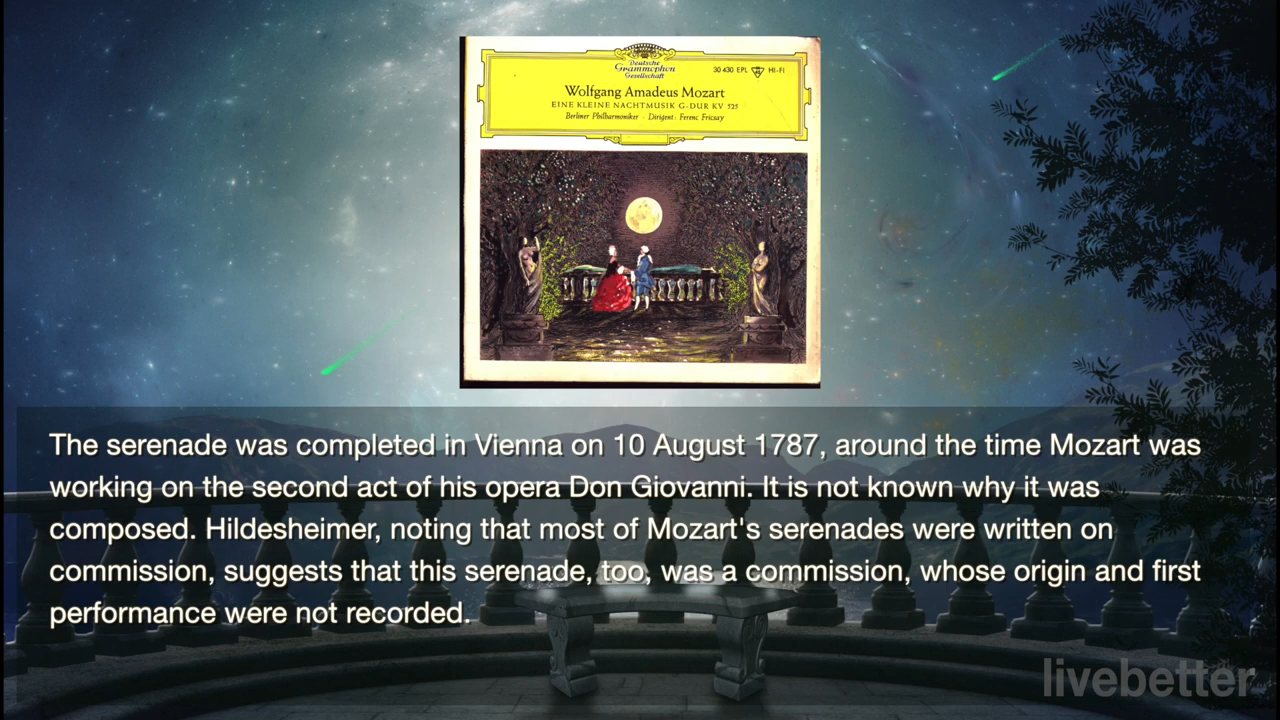 Deutsche
Grammophon
Gesellschaft
30 430 EPL HI-FI
Wolfgang Amadeus Mozart
EINE KLEINE NACHTMUSIK G-DUR KV 525
Berliner Philharmoniker · Dirigent: Ferenc Fricsay
The serenade was completed in Vienna on 10 August 1787, around the time Mozart was
working on the second act of his opera Don Giovanni. It is not known why it was
composed. Hildesheimer, noting that most of Mozart's serenades were written on
commission, suggests that this serenade, too, was a commission, whose origin and first
performance were not recorded.
livebetter